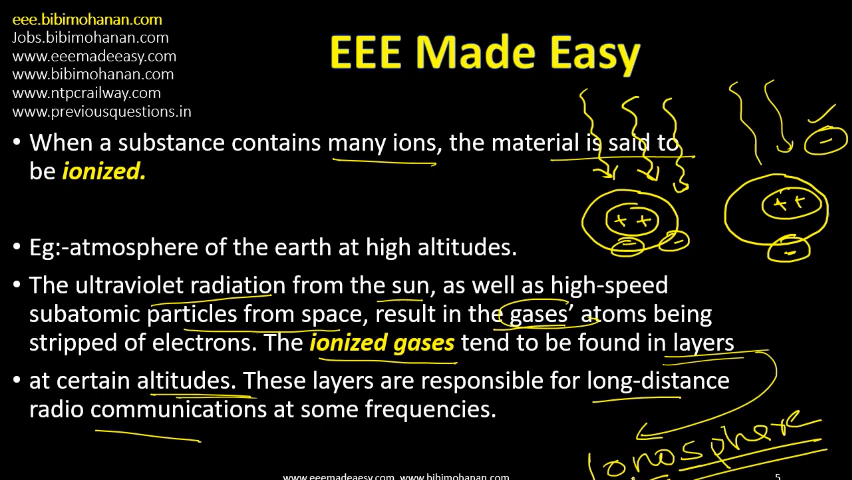 eee.bibimohanan.com
Jobs.bibimohanan.com
www.eeemadeeasy.com
www.bibimohanan.com
www.ntpcrailway.com
www.previousquestions.in
EEE Made Easy
• When a substance contains many ions, the material is said to
be ionized.
++
++
-
- -
-
• Eg:-atmosphere of the earth at high altitudes.
• The ultraviolet radiation from the sun, as well as high-speed
subatomic particles from space, result in the gases’ atoms being
stripped of electrons. The ionized gases tend to be found in layers
• at certain altitudes. These layers are responsible for long-distance
radio communications at some frequencies.
Ionosphere
www.eeemadeeasy.com, www.bibimohanan.com
5